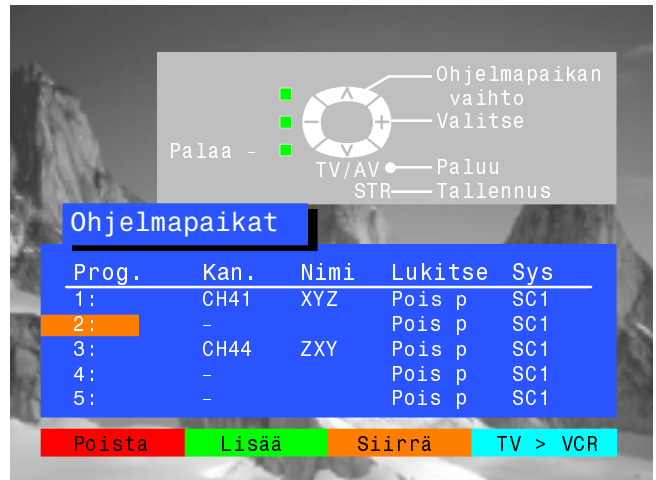 Ohjelmapaikan
vaihto
Valitse
Palaa –
TV/AV Paluu
STR Tallennus
Ohjelmapaikat
Prog. Kan. Nimi Lukitse Sys
1: CH41 XYZ Pois p SC1
2: – Pois p SC1
3: CH44 ZXY Pois p SC1
4: – Pois p SC1
5: – Pois p SC1
Poista Lisää Siirrä TV > VCR